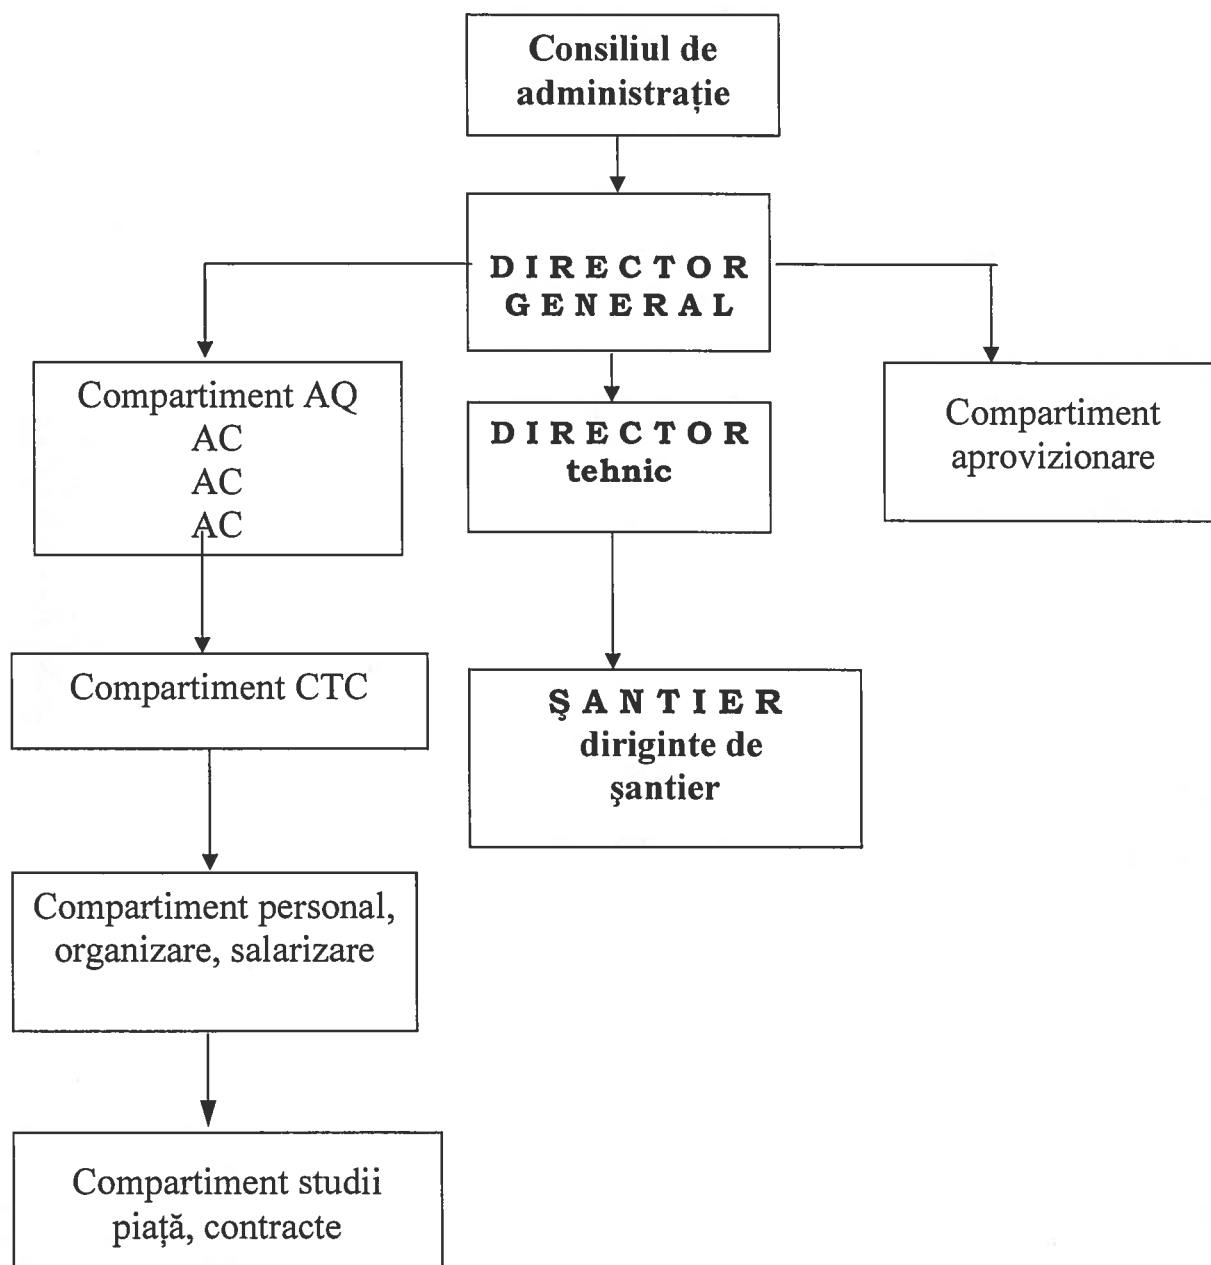 Consiliul de
administrație
D I R E C T O R
G E N E R A L
Compartiment AQ
AC
AC
AC
D I R E C T O R
tehnic
Compartiment
aprovizionare
Compartiment CTC
Ş A N T I E R
diriginte de
şantier
Compartiment personal,
organizare, salarizare
Compartiment studii
piață, contracte